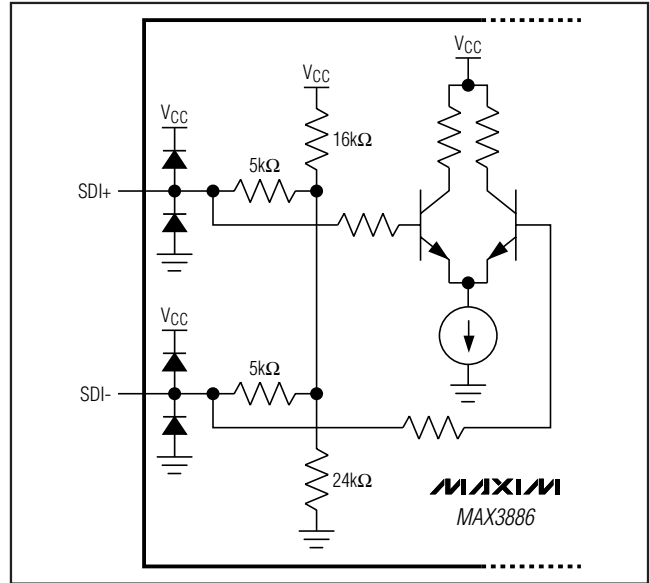 VCC
VCC
VCC
16kΩ
5kΩ
SDI+
VCC
5kΩ
SDI-
24kΩ
MAXIM
MAX3886